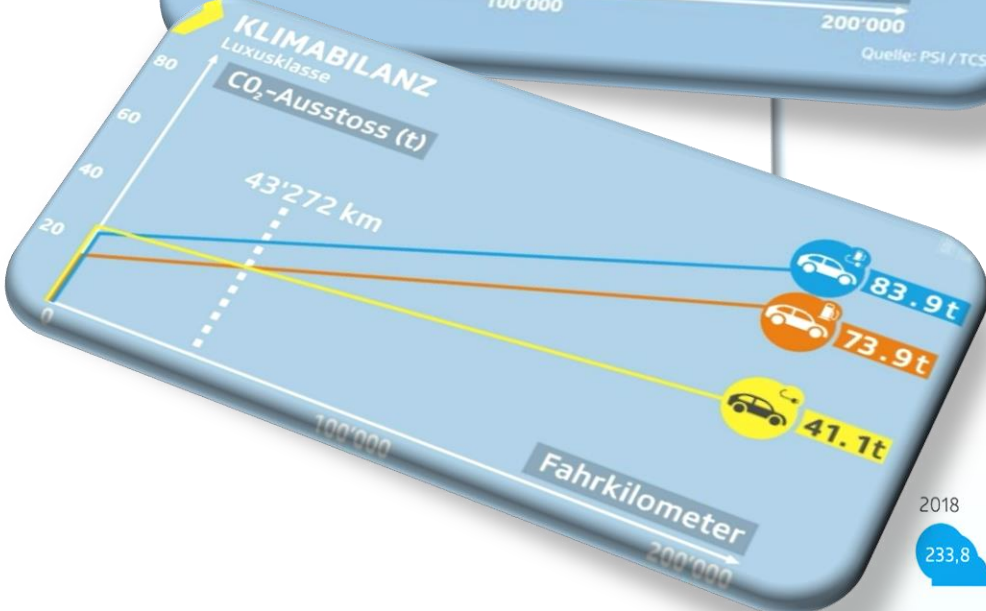 100'000
200'000
Quelle: PSI / TCS
KLIMABILANZ
Luxusklasse
CO₂-Ausstoss (t)
80
60
40
20
0
43'272 km
83.9t
73.9t
41.1t
100'000
Fahrkilometer
200'000
2018
233,8